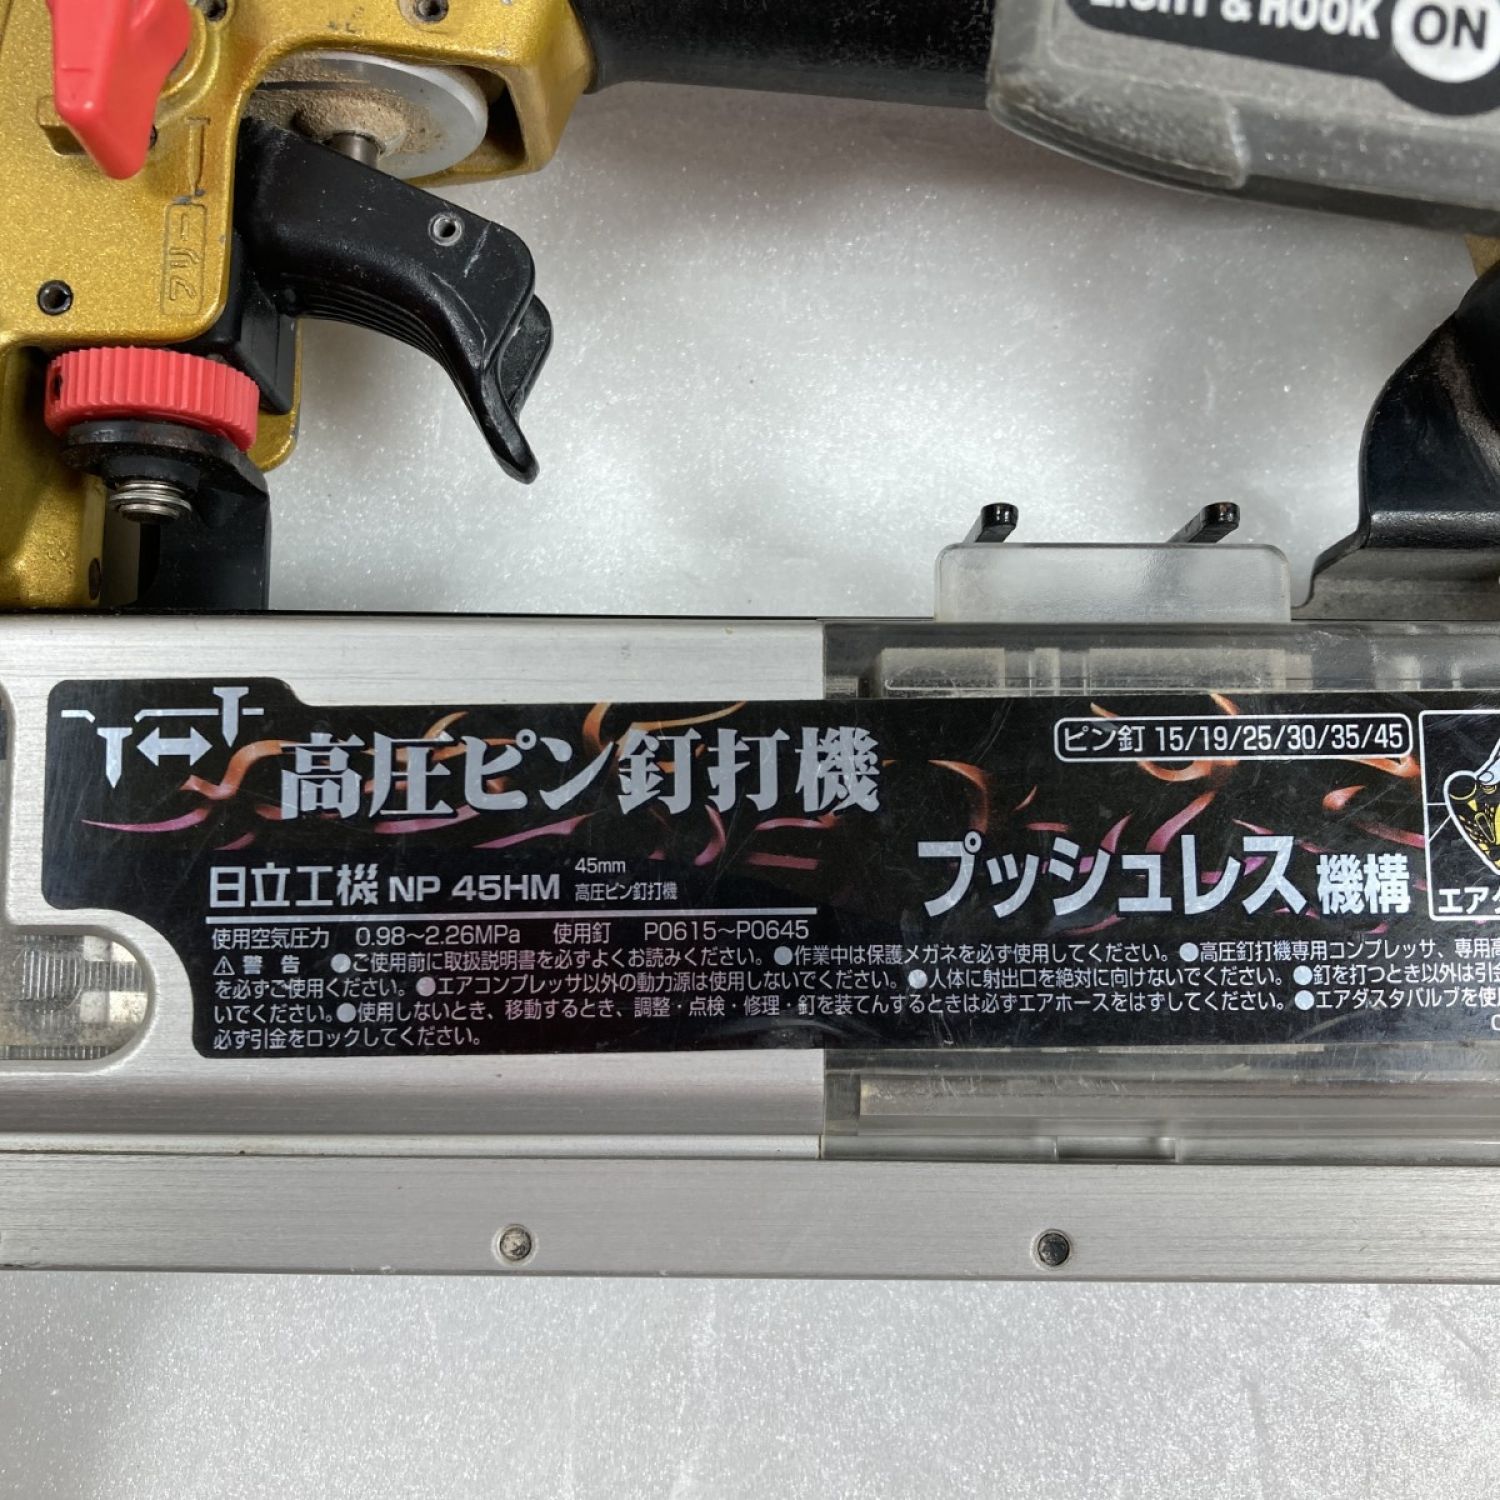 LIGHT & HOOK ON
フリー
高圧ピン釘打機
ピン釘 15/19/25/30/35/45
プッシュレス機構
日立工機 NP 45HM 45mm
高圧ピン釘打機
使用空気圧力 0.98〜2.26MPa 使用釘 P0615〜P0645
⚠警告 ●ご使用前に取扱説明書を必ずよくお読みください。●作業中は保護メガネを必ず使用してください。●高圧釘打機専用コンプレッサ、専用高
を必ずご使用ください。●エアコンプレッサ以外の動力源は使用しないでください。●人体に射出口を絶対に向けないでください。●釘を打つとき以外は引金
いでください。●使用しないとき、移動するとき、調整・点検・修理・釘を装てんするときは必ずエアホースをはずしてください。●エアダスタバルブを使用
必ず引金をロックしてください。
エアダ